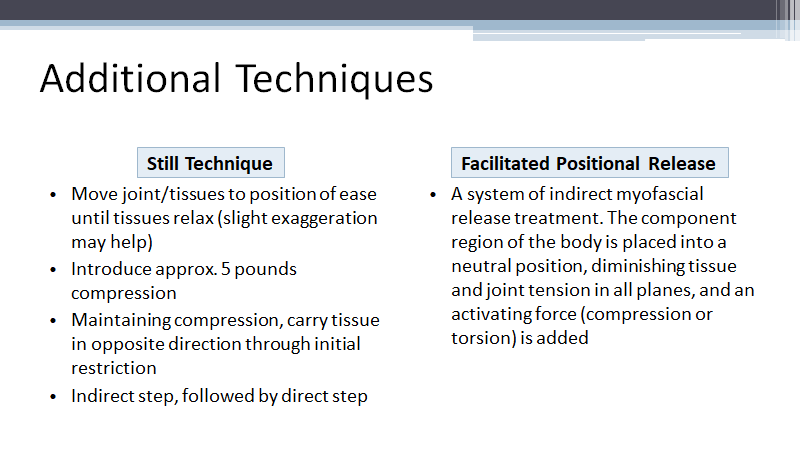 Additional Techniques
Still Technique
• Move joint/tissues to position of ease
until tissues relax (slight exaggeration
may help)
• Introduce approx. 5 pounds
compression
• Maintaining compression, carry tissue
in opposite direction through initial
restriction
• Indirect step, followed by direct step
Facilitated Positional Release
• A system of indirect myofascial
release treatment. The component
region of the body is placed into a
neutral position, diminishing tissue
and joint tension in all planes, and an
activating force (compression or
torsion) is added